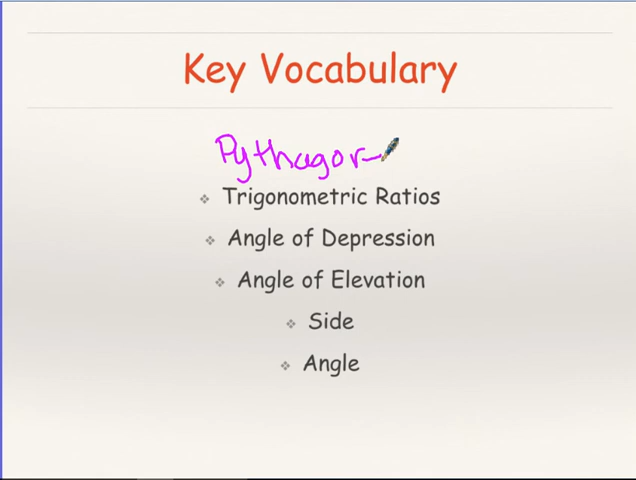 Key Vocabulary
Pythagor
Trigonometric Ratios
Angle of Depression
Angle of Elevation
Side
Angle